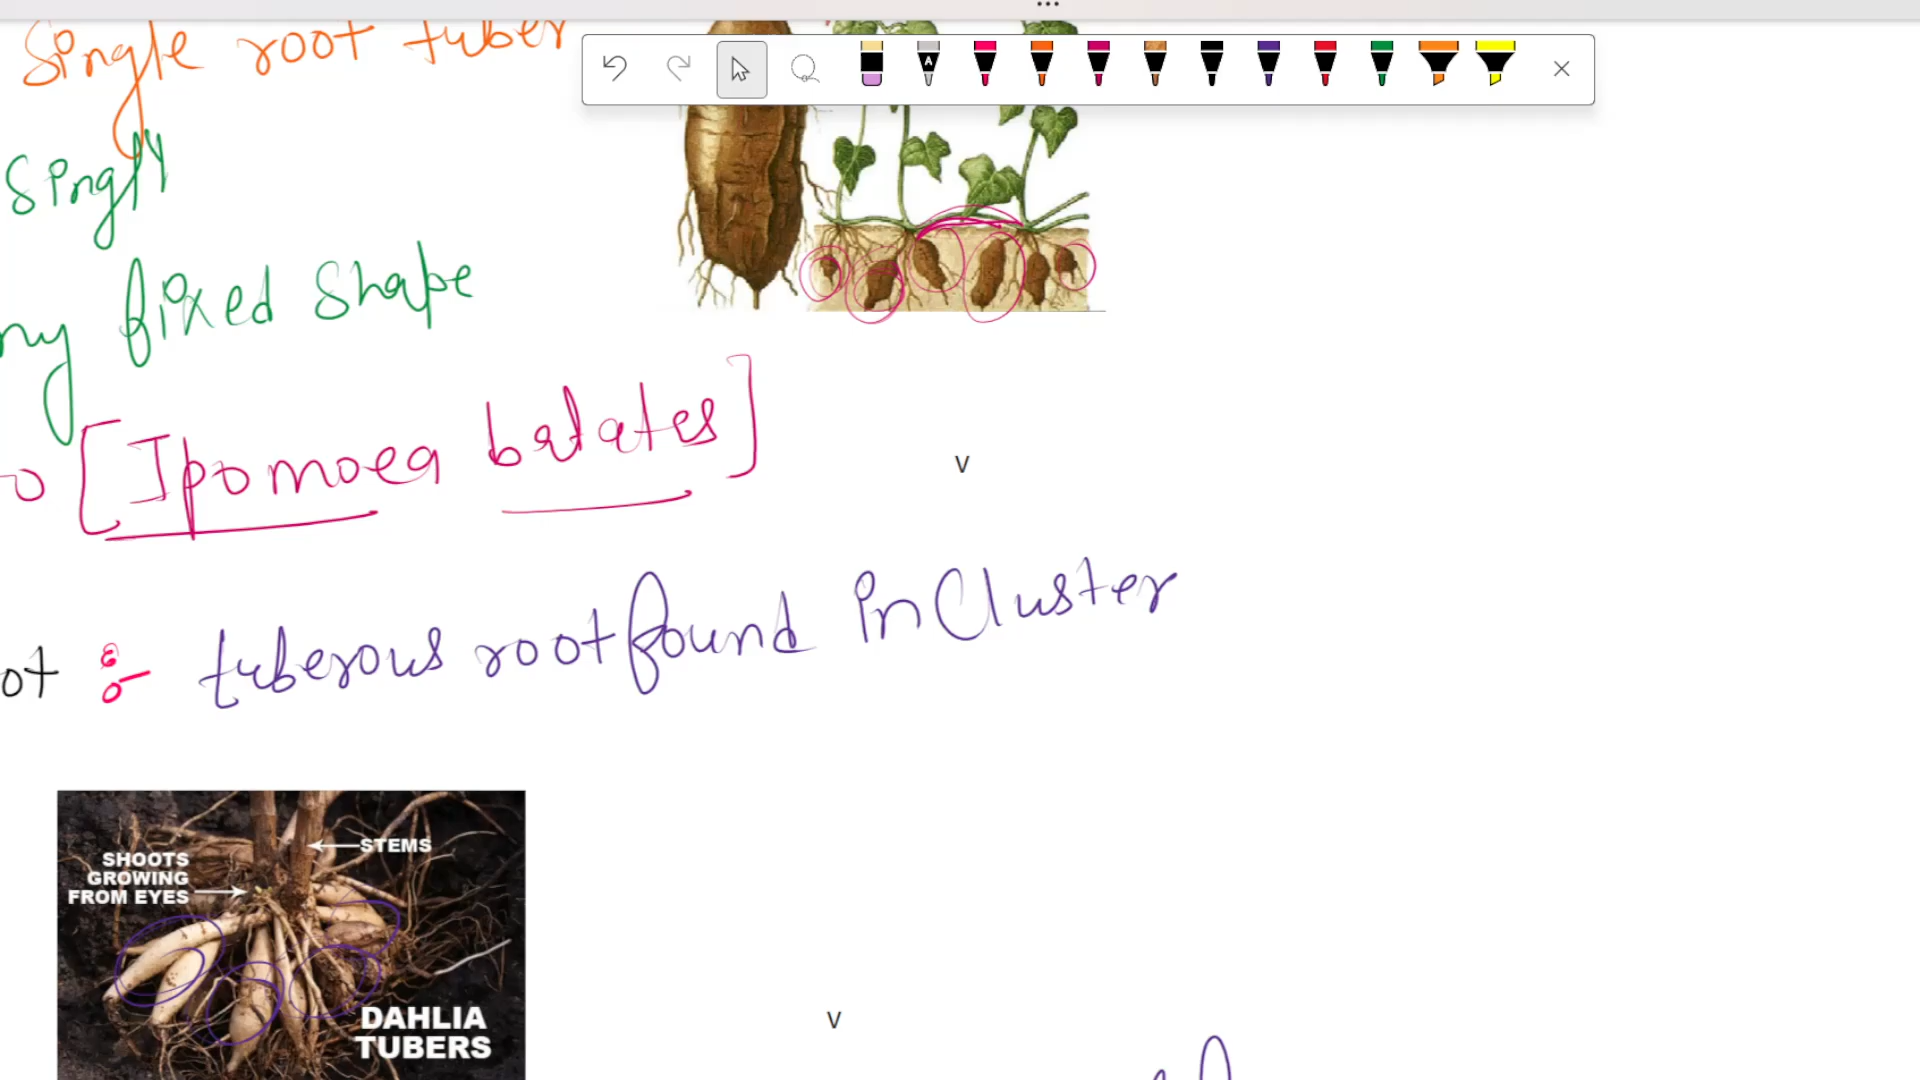 Single root tuber
Singly
ny fixed shape
o [Ipomoea batates]
v
ot :- tuberous root found in Cluster
STEMS
SHOOTS
GROWING
FROM EYES
DAHLIA
TUBERS
v